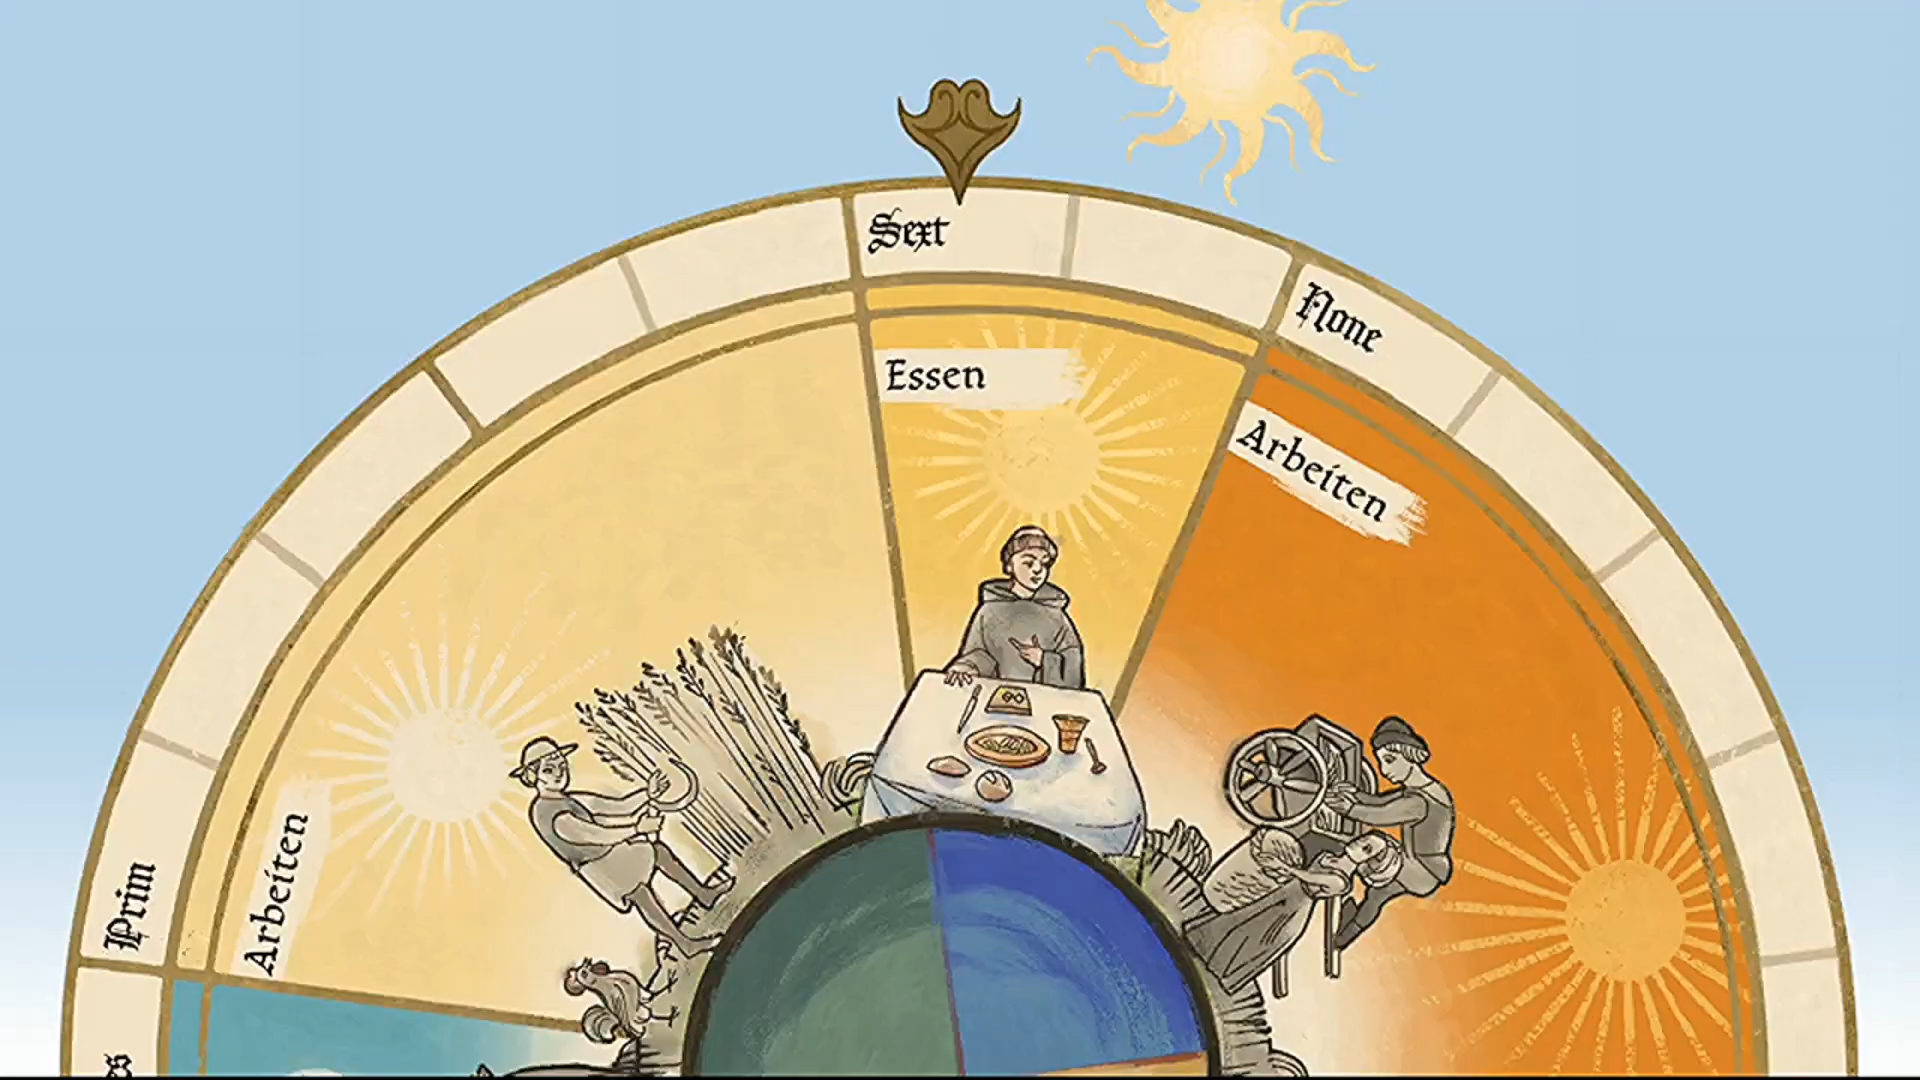 Sext
None
Essen
Arbeiten
Prim
Arbeiten